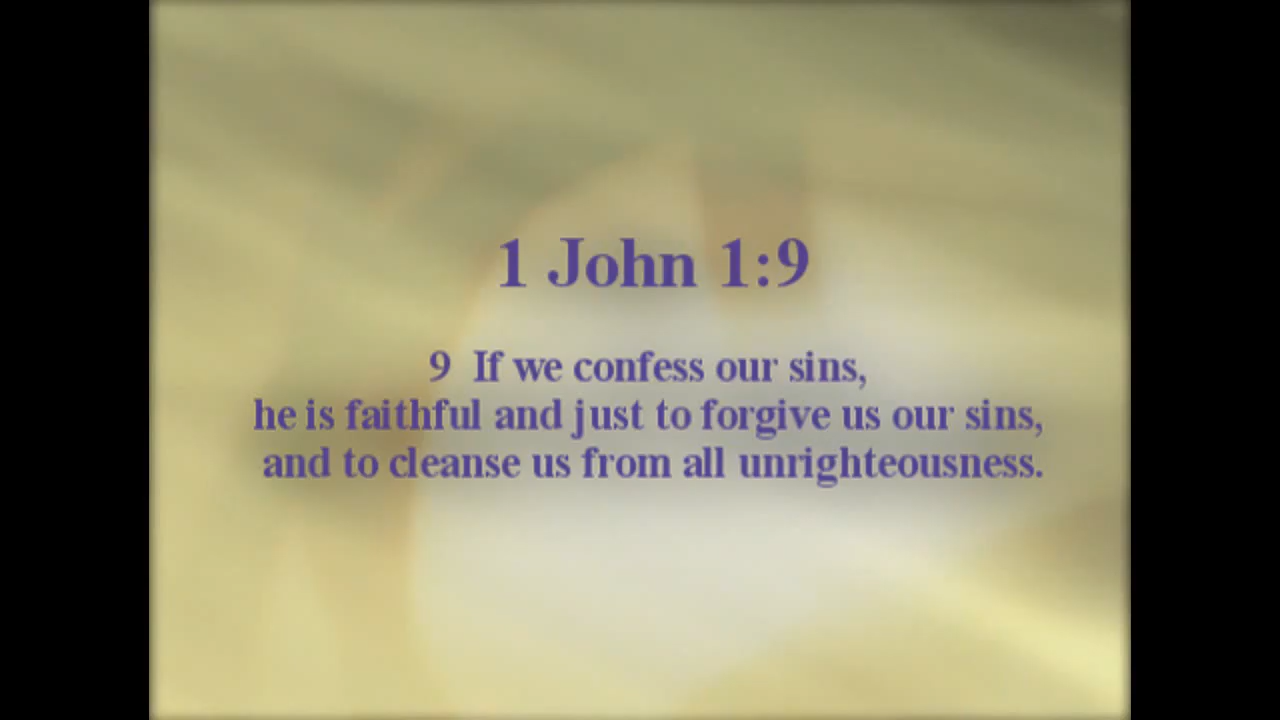 1 John 1:9
9 If we confess our sins,
he is faithful and just to forgive us our sins,
and to cleanse us from all unrighteousness.